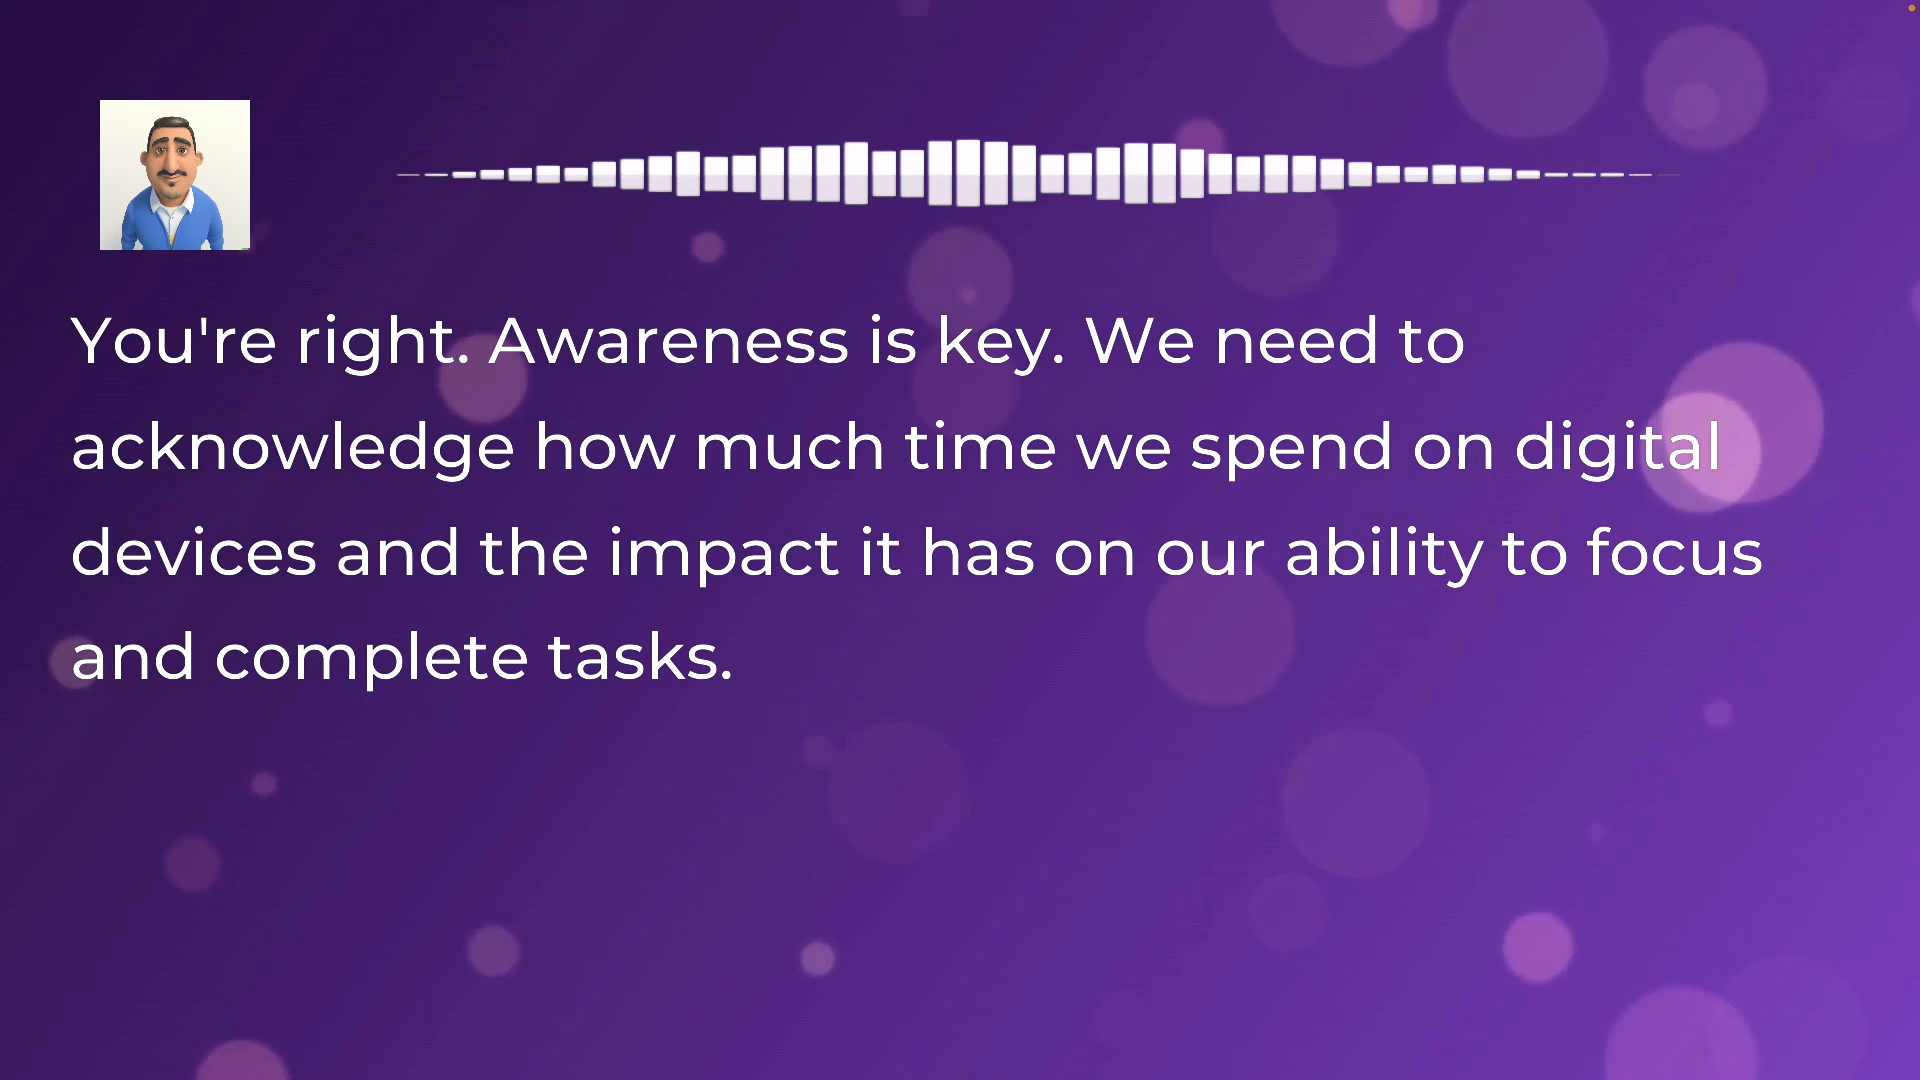 You're right. Awareness is key. We need to
acknowledge how much time we spend on digital
devices and the impact it has on our ability to focus
and complete tasks.